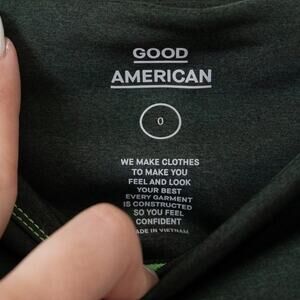 GOOD
AMERICAN
0
WE MAKE CLOTHES
TO MAKE YOU
FEEL AND LOOK
YOUR BEST
EVERY GARMENT
IS CONSTRUCTED
SO YOU FEEL
CONFIDENT
MADE IN VIETNAM